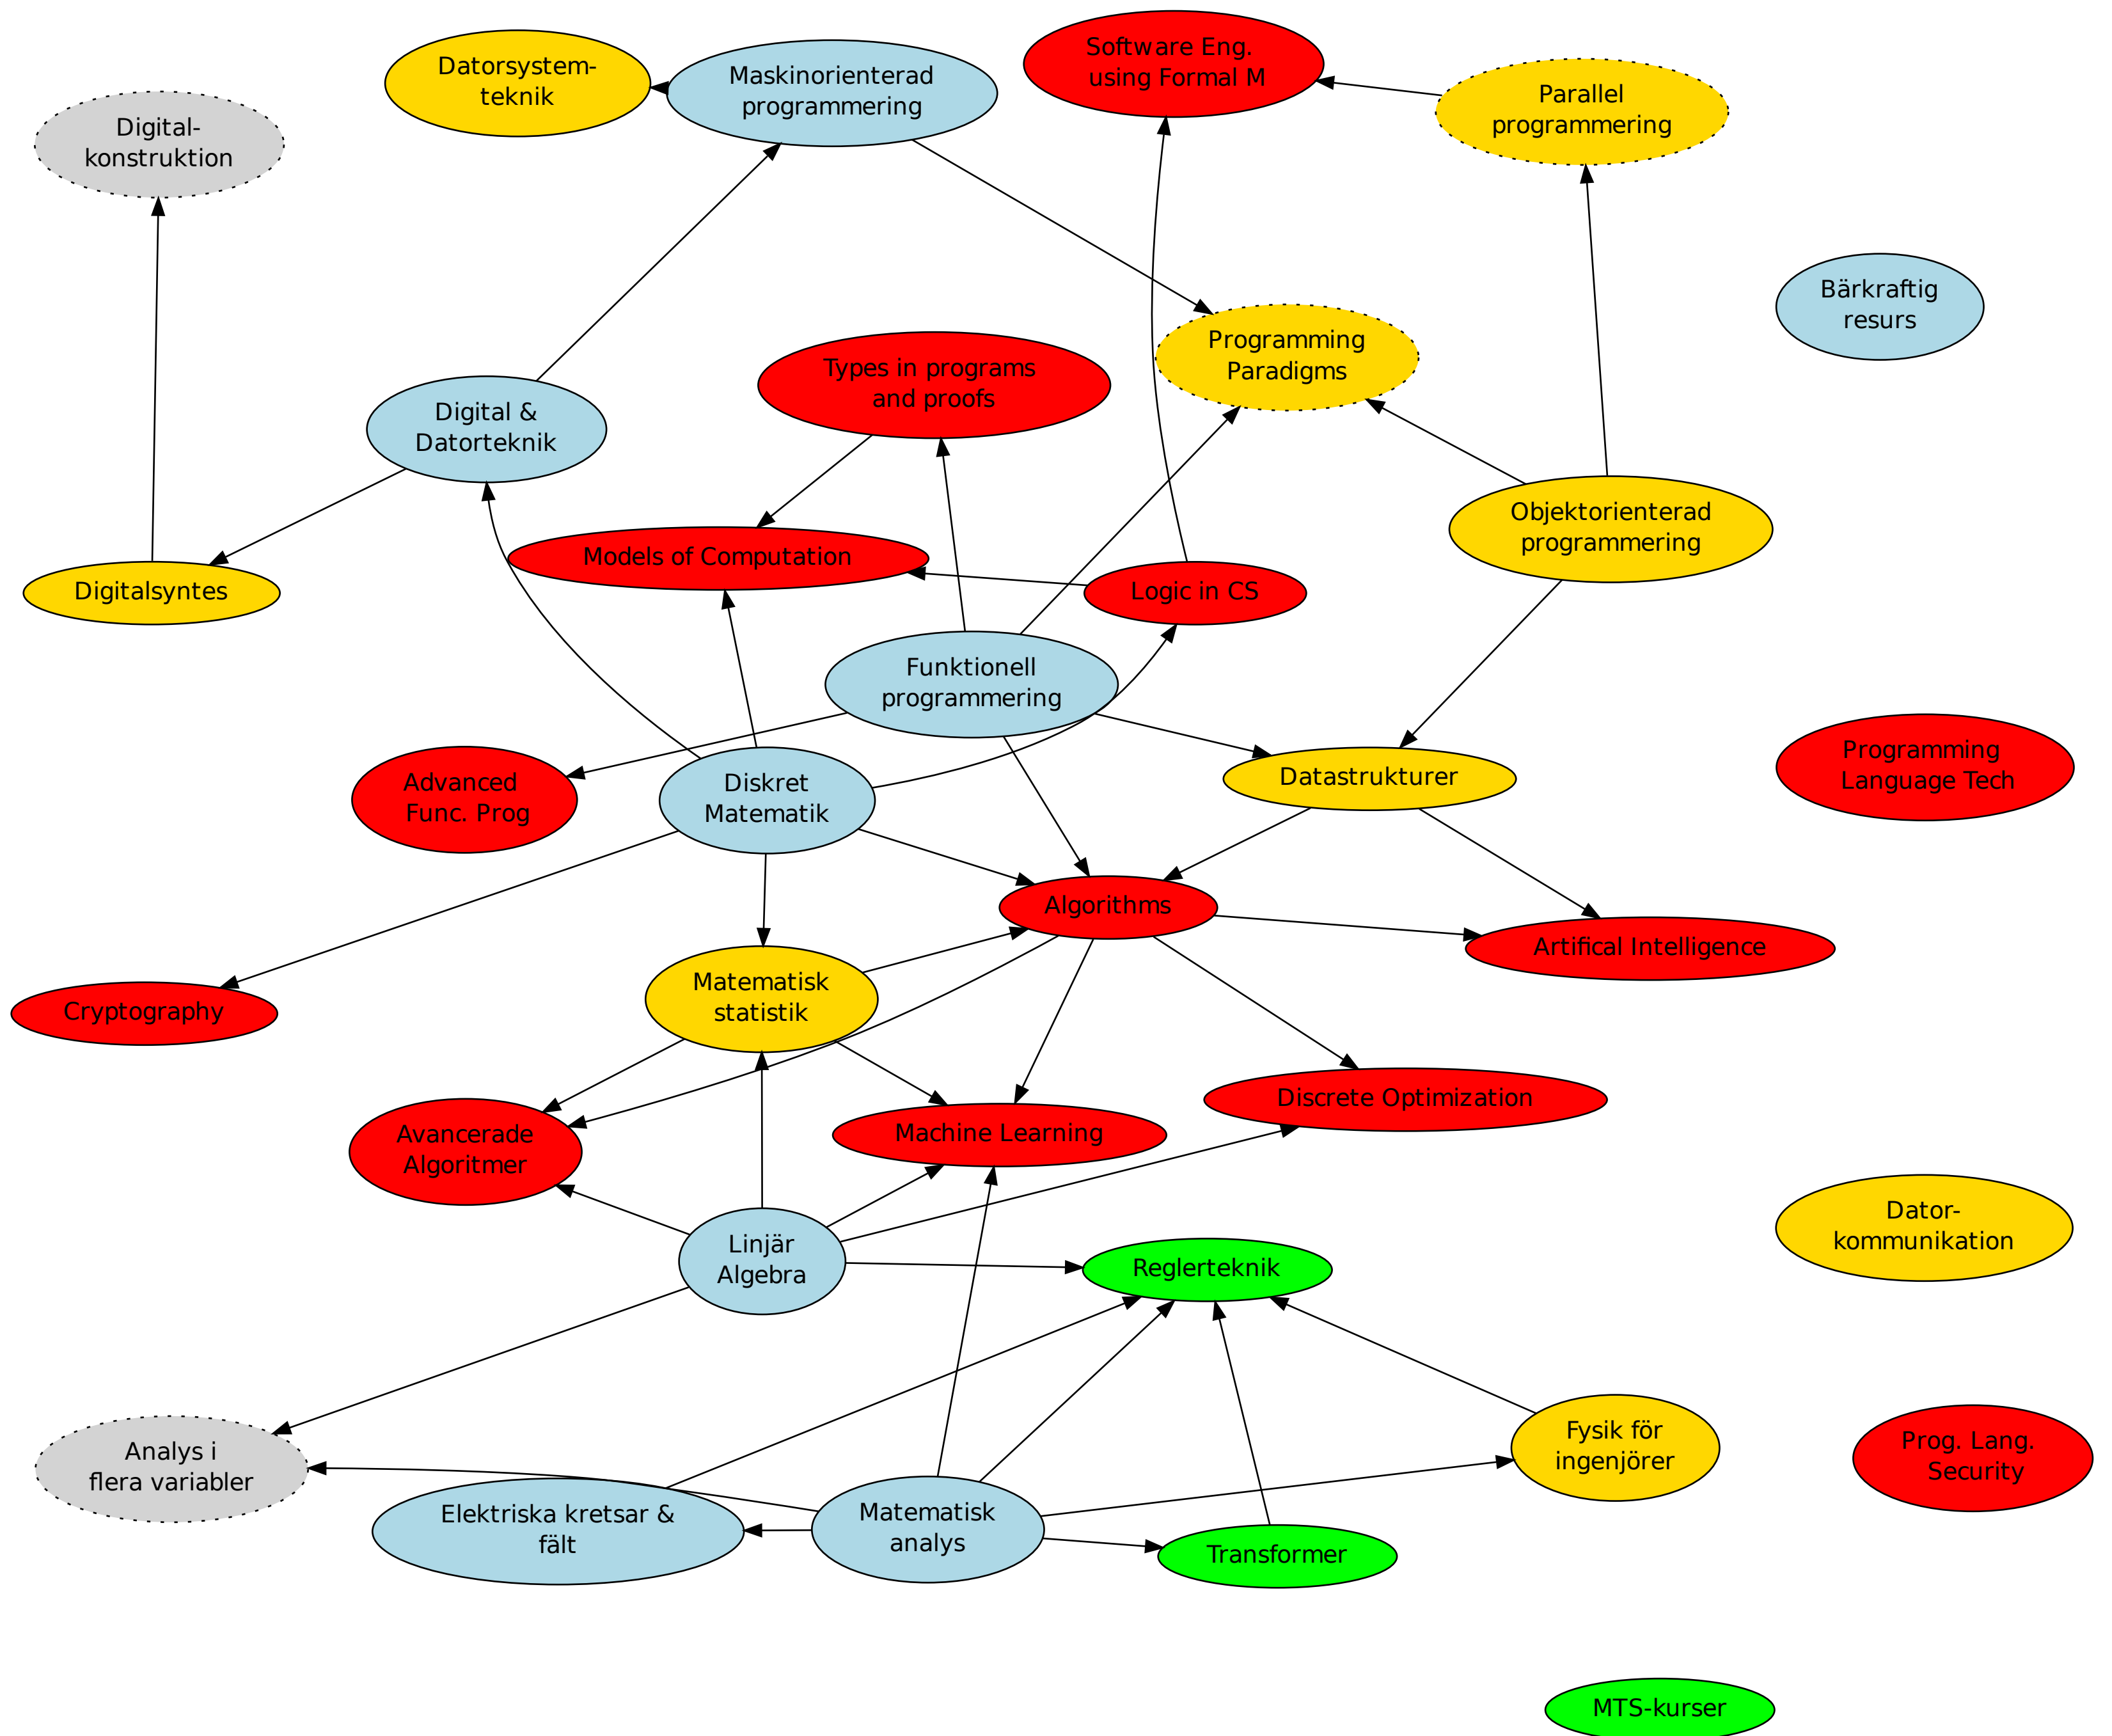 Software Eng.
using Formal M
Datorsystem-
teknik
Maskinorienterad
programmering
Parallel
programmering
Digital-
konstruktion
Bärkraftig
resurs
Programming
Paradigms
Types in programs
and proofs
Digital &
Datorteknik
Objektorienterad
programmering
Models of Computation
Digitalsyntes
Logic in CS
Funktionell
programmering
Programming
Language Tech
Advanced
Func. Prog
Diskret
Matematik
Datastrukturer
Algorithms
Artifical Intelligence
Matematisk
statistik
Cryptography
Discrete Optimization
Avancerade
Algoritmer
Machine Learning
Dator-
kommunikation
Linjär
Algebra
Reglerteknik
Fysik för
ingenjörer
Prog. Lang.
Security
Analys i
flera variabler
Elektriska kretsar &
fält
Matematisk
analys
Transformer
MTS-kurser